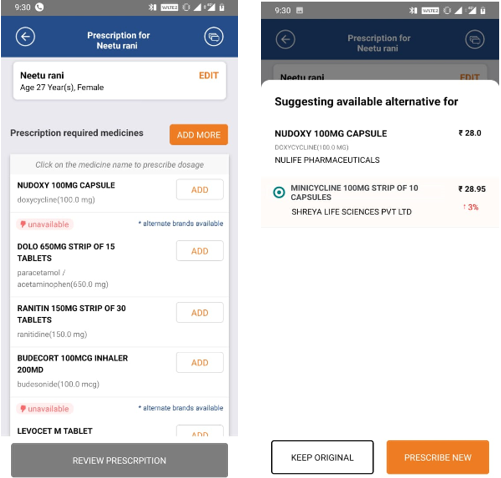 9:30
Prescription for
Neetu rani
Neetu rani
EDIT
Age 27 Year(s), Female
Prescription required medicines
ADD MORE
Click on the medicine name to prescribe dosage
NUDOXY 100MG CAPSULE
ADD
doxycycline(100.0 mg)
unavailable
* alternate brands available
DOLO 650MG STRIP OF 15
TABLETS
ADD
paracetamol /
acetaminophen(650.0 mg)
RANITIN 150MG STRIP OF 30
TABLETS
ADD
ranitidine(150.0 mg)
BUDECORT 100MCG INHALER
200MD
ADD
budesonide(100.0 mcg)
unavailable
* alternate brands available
LEVOCET M TABLET
ADD
REVIEW PRESCRPITION
9:30
Prescription for
Neetu rani
Neetu rani
EDIT
Suggesting available alternative for
NUDOXY 100MG CAPSULE
₹ 28.0
DOXYCYCLINE(100.0 MG)
NULIFE PHARMACEUTICALS
MINICYCLINE 100MG STRIP OF 10
CAPSULES
₹ 28.95
SHREYA LIFE SCIENCES PVT LTD
↑ 3%
KEEP ORIGINAL
PRESCRIBE NEW